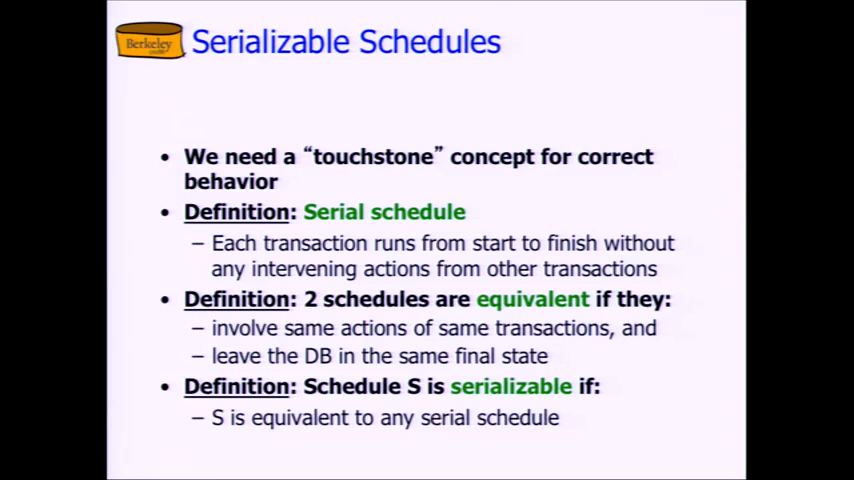 Berkeley
Serializable Schedules
• We need a “touchstone” concept for correct
behavior
• Definition: Serial schedule
– Each transaction runs from start to finish without
any intervening actions from other transactions
• Definition: 2 schedules are equivalent if they:
– involve same actions of same transactions, and
– leave the DB in the same final state
• Definition: Schedule S is serializable if:
– S is equivalent to any serial schedule